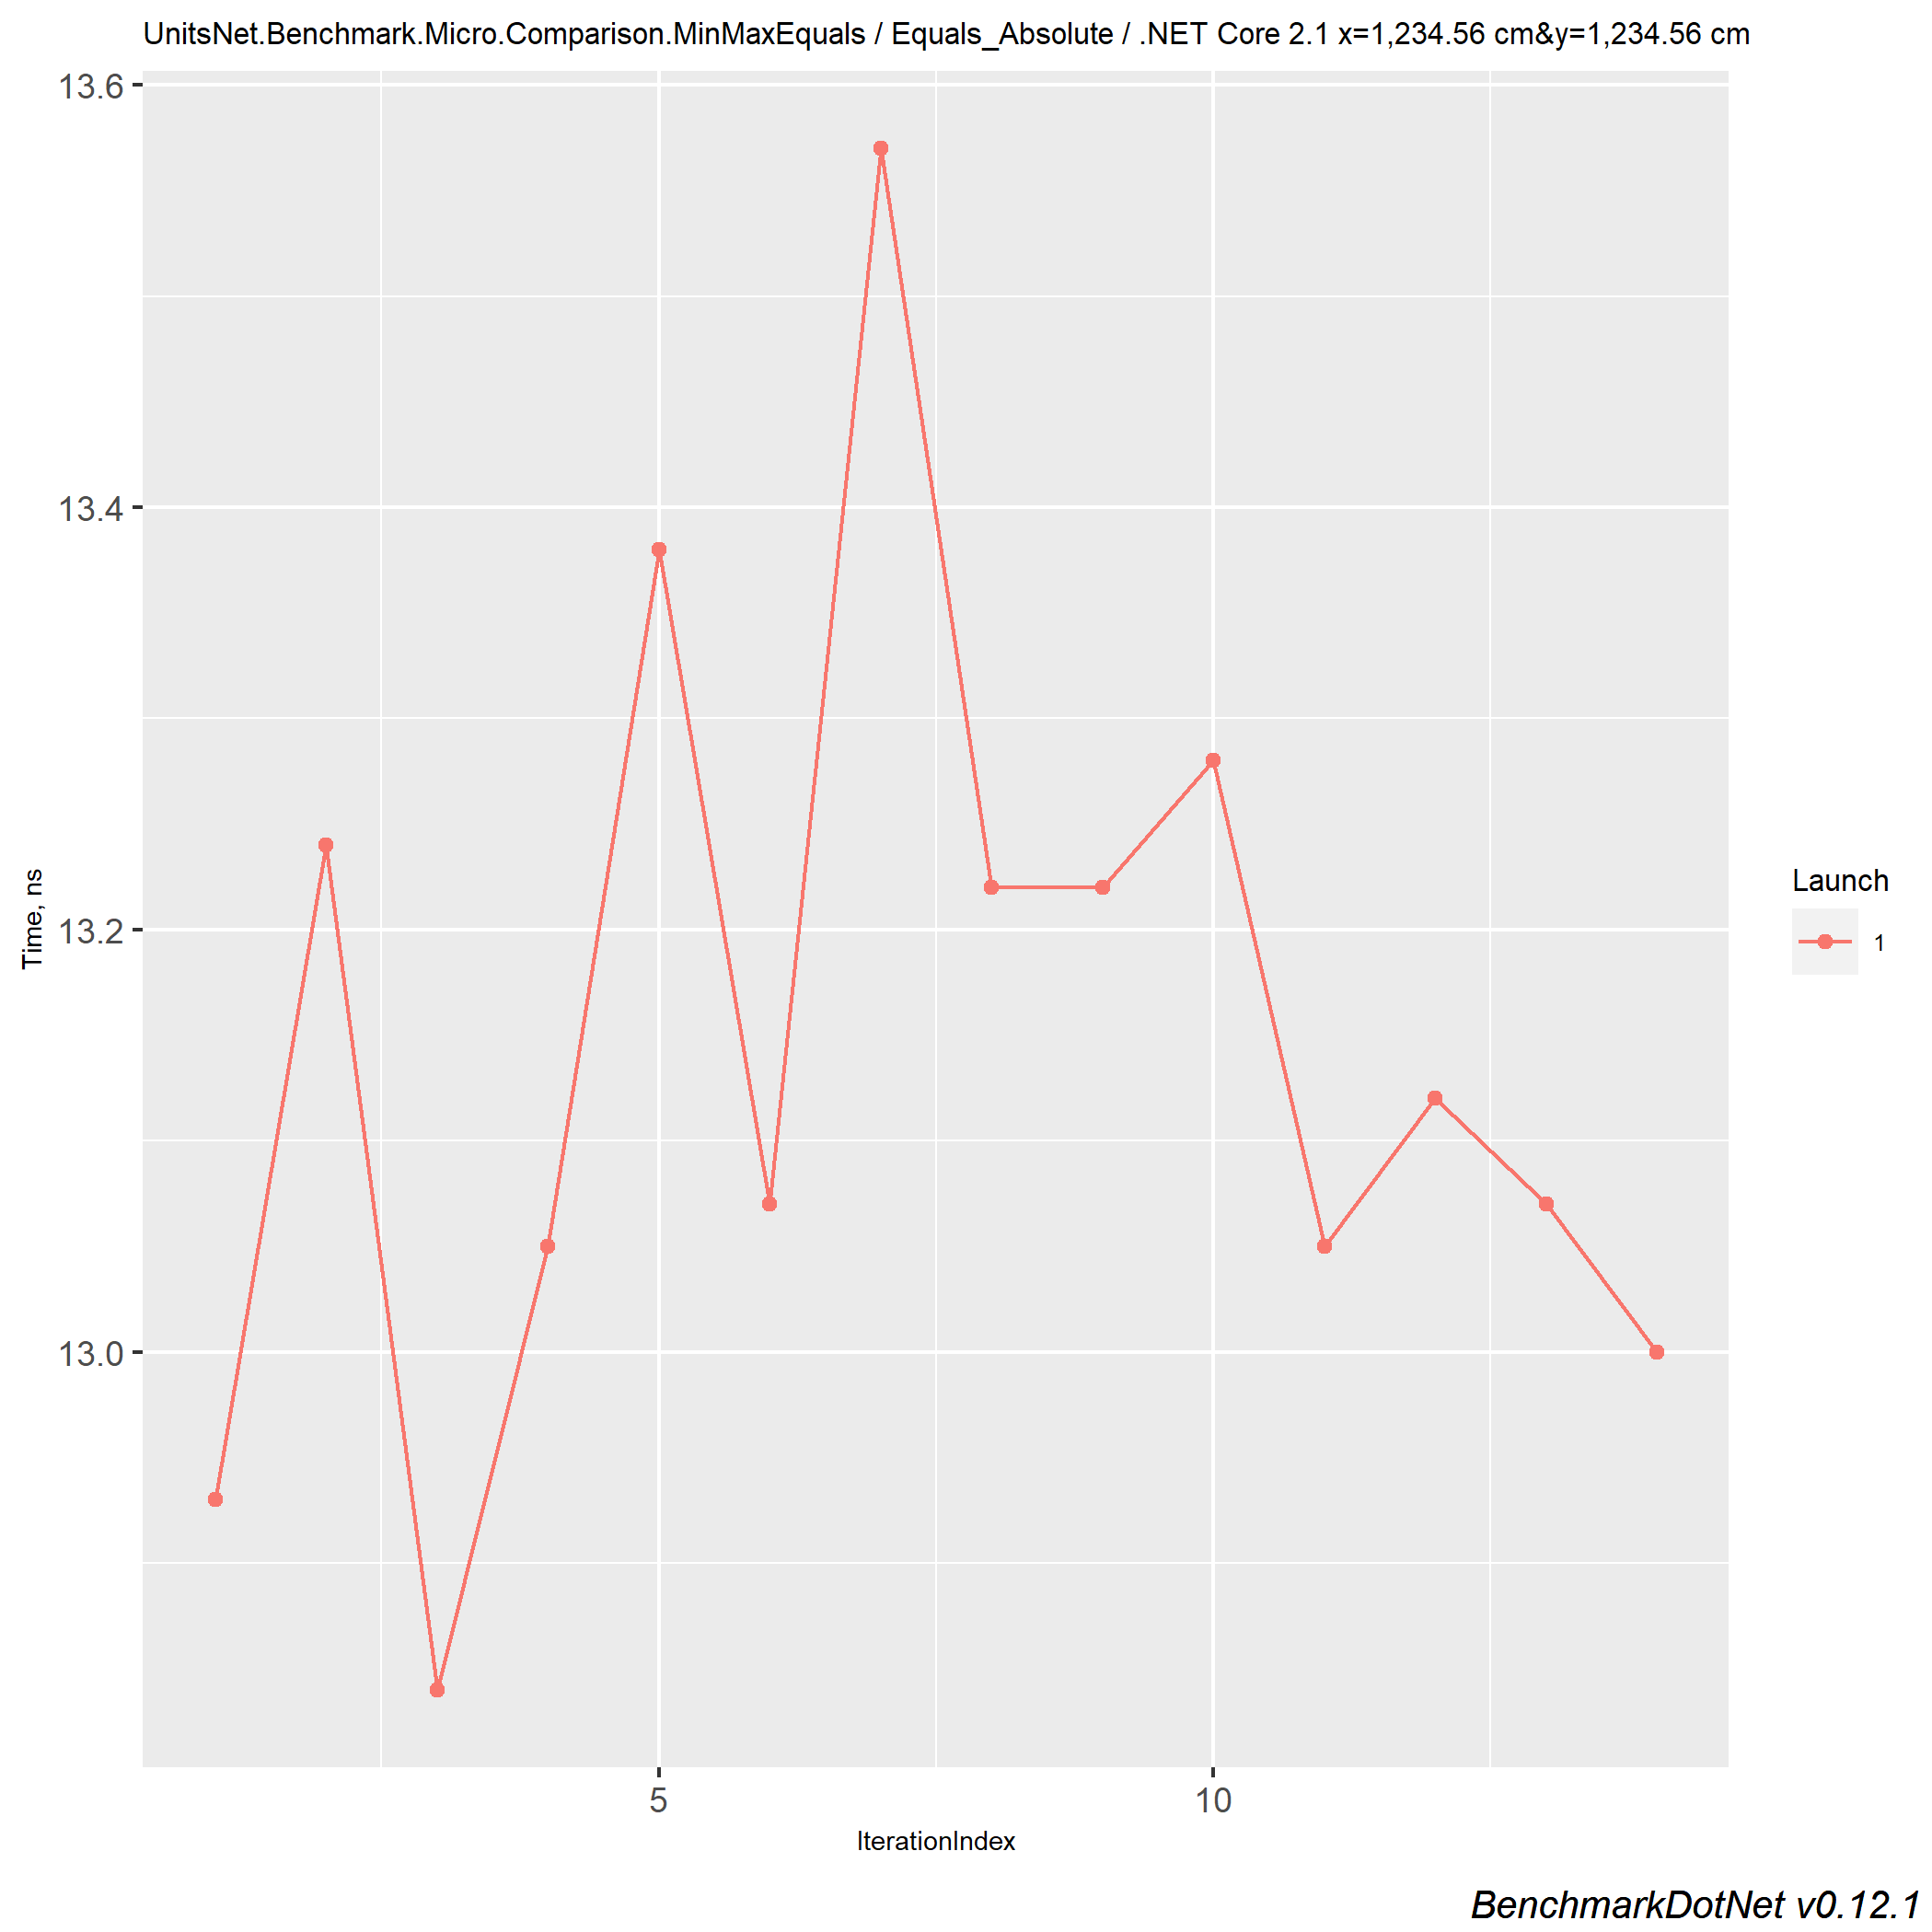 UnitsNet.Benchmark.Micro.Comparison.MinMaxEquals / Equals_Absolute / .NET Core 2.1 x=1,234.56 cm&y=1,234.56 cm
13.6
13.4
13.2
13.0
Time, ns
5
10
IterationIndex
Launch
1
BenchmarkDotNet v0.12.1